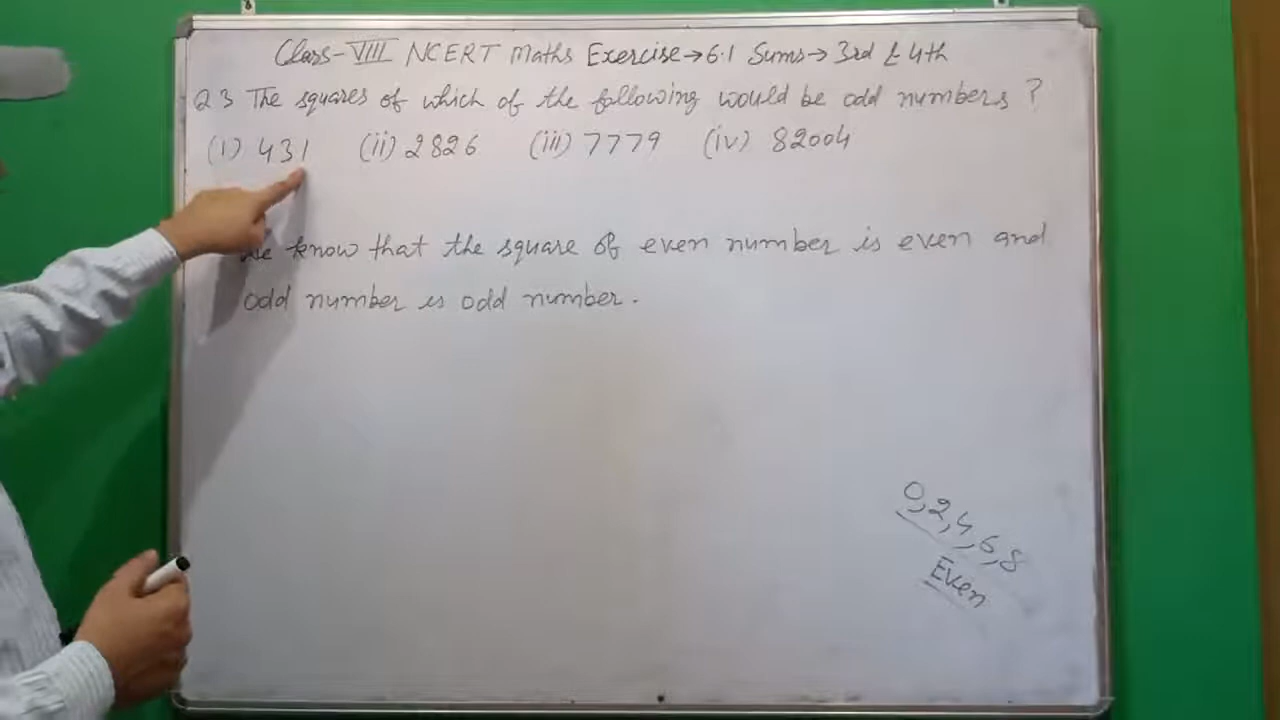 Class-VIII NCERT Maths Exercise→6.1 Sums→3rd & 4th
Q 3 The squares of which of the following would be odd numbers ?
(i) 431 (ii) 2826 (iii) 7779 (iv) 82004
We know that the square of even number is even and
odd number is odd number.
0,2,4,6,8
Even